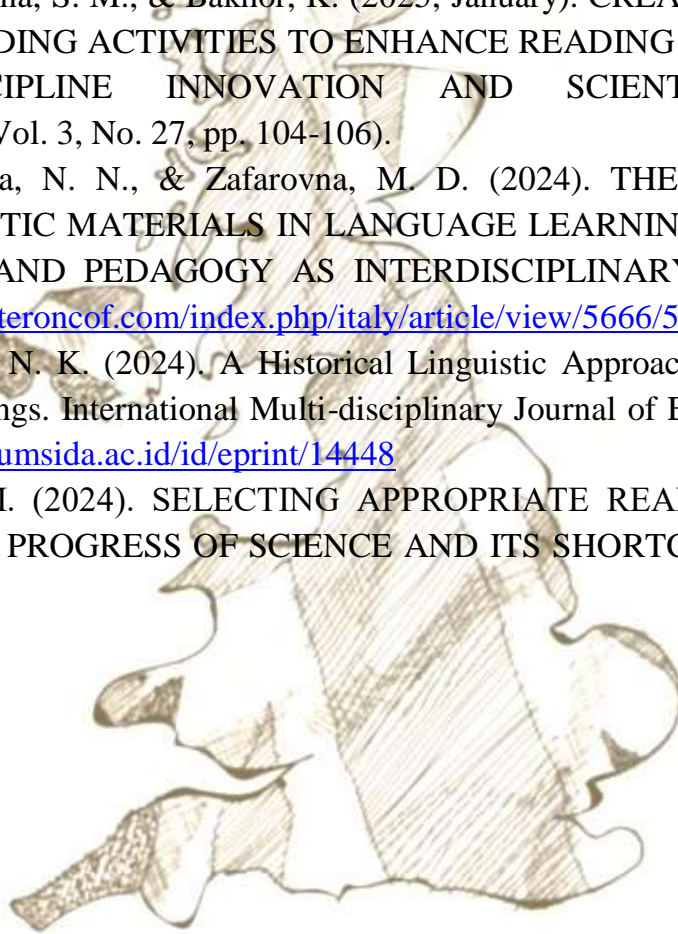 na, S. M., & Bakhor, K. (2025, January). CREA
DING ACTIVITIES TO ENHANCE READING
CIPLINE INNOVATION AND SCIENT
Vol. 3, No. 27, pp. 104-106).
a, N. N., & Zafarovna, M. D. (2024). THE
TIC MATERIALS IN LANGUAGE LEARNIN
AND PEDAGOGY AS INTERDISCIPLINARY
teroncof.com/index.php/italy/article/view/5666/5
N. K. (2024). A Historical Linguistic Approac
ngs. International Multi-disciplinary Journal of E
umsida.ac.id/id/eprint/14448
I. (2024). SELECTING APPROPRIATE REA
PROGRESS OF SCIENCE AND ITS SHORTC